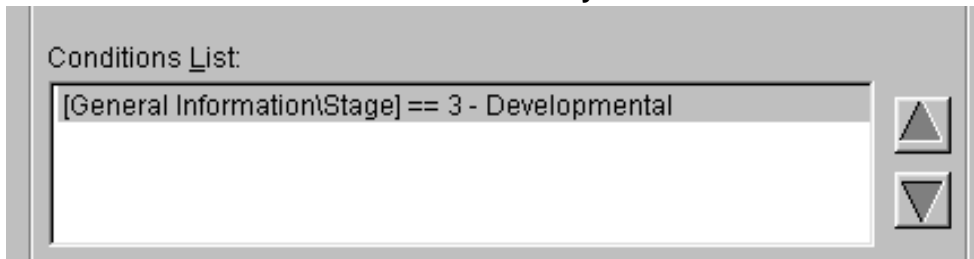 Conditions List:
[General Information\Stage] == 3 - Developmental